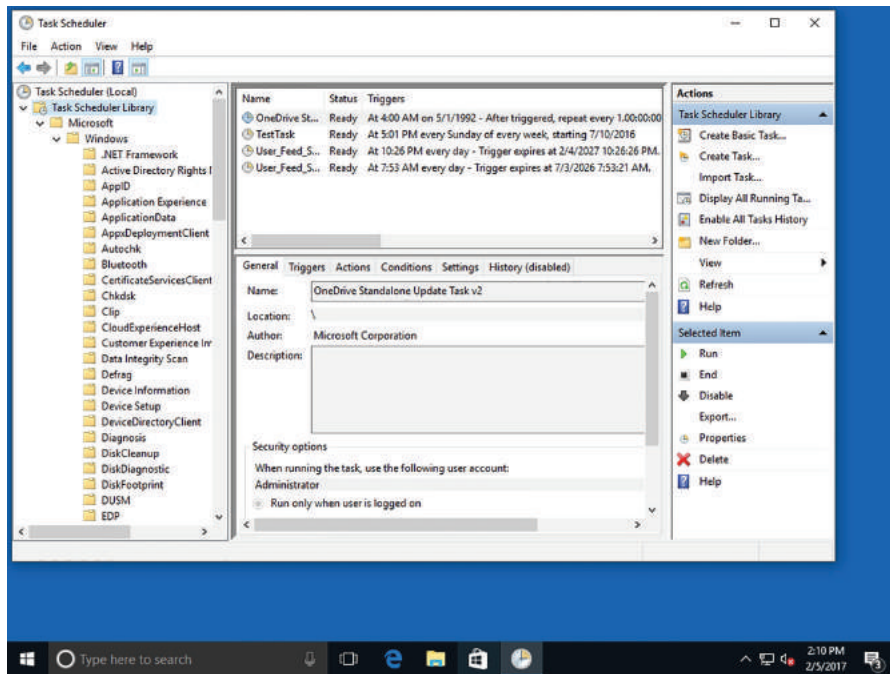 Task Scheduler
File Action View Help
Task Scheduler (Local)
Task Scheduler Library
Microsoft
Windows
.NET Framework
Active Directory Rights
AppID
Application Experience
ApplicationData
AppxDeploymentClient
Autochk
Bluetooth
CertificateServicesClient
Chkdsk
Clip
CloudExperienceHost
Customer Experience Im
Data Integrity Scan
Defrag
Device Information
Device Setup
DeviceDirectoryClient
Diagnosis
DiskCleanup
DiskDiagnostic
DiskFootprint
DUSM
EDP
Name Status Triggers
OneDrive St... Ready At 4:00 AM on 5/1/1992 - After triggered, repeat every 1.00:00:00
TestTask Ready At 5:01 PM every Sunday of every week, starting 7/10/2016
User_Feed_S... Ready At 10:26 PM every day - Trigger expires at 2/4/2027 10:26:26 PM.
User_Feed_S... Ready At 7:53 AM every day - Trigger expires at 7/3/2026 7:53:21 AM.
General Triggers Actions Conditions Settings History (disabled)
Name: OneDrive Standalone Update Task v2
Location: \
Author: Microsoft Corporation
Description:
Security options
When running the task, use the following user account:
Administrator
Run only when user is logged on
Actions
Task Scheduler Library
Create Basic Task...
Create Task...
Import Task...
Display All Running Ta...
Enable All Tasks History
New Folder...
View
Refresh
Help
Selected Item
Run
End
Disable
Export...
Properties
Delete
Help
Type here to search
2:10 PM
2/5/2017
3